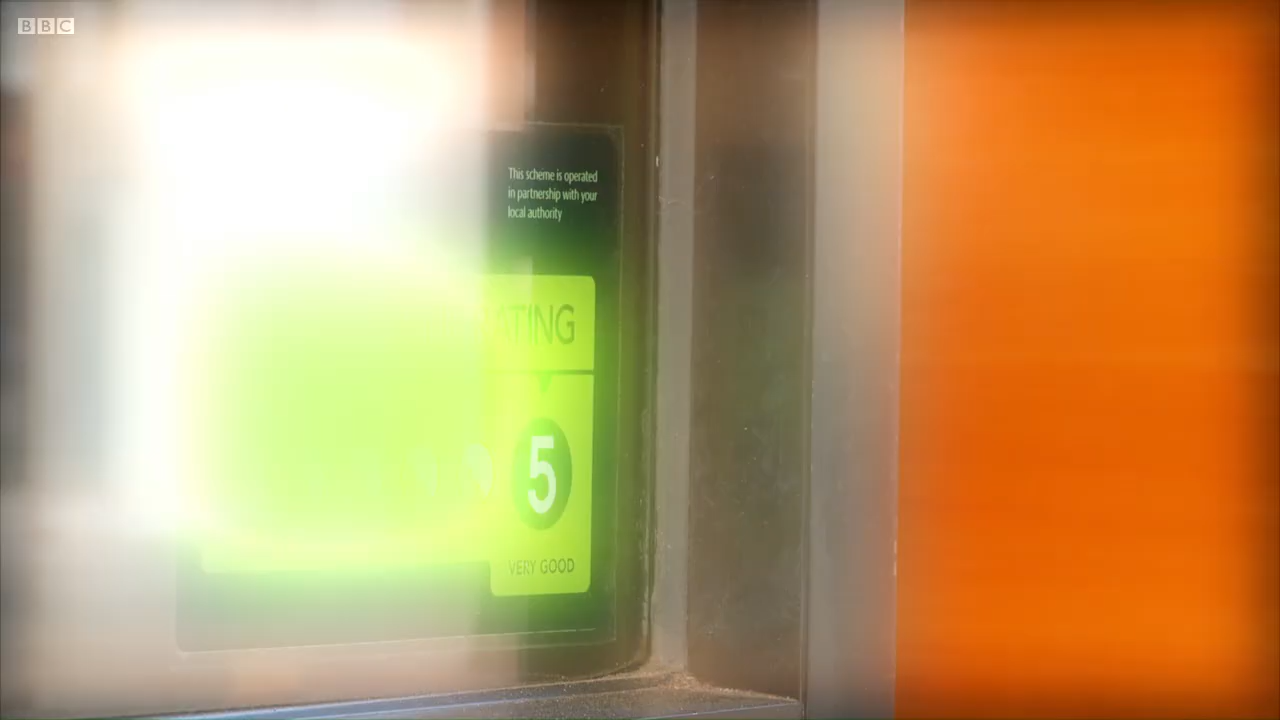 BBC
This scheme is operated
in partnership with your
local authority
ATING
5
VERY GOOD